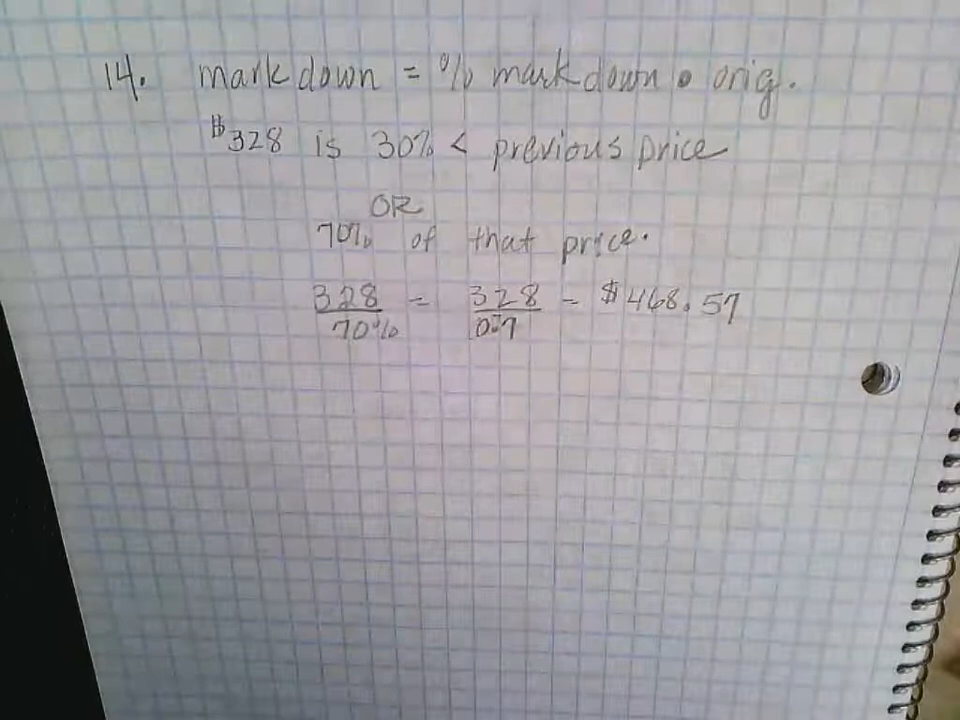 14. markdown = % markdown • orig.
$328 is 30% < previous price
OR
70% of that price.
328/70% = 328/0.7 = $468.57